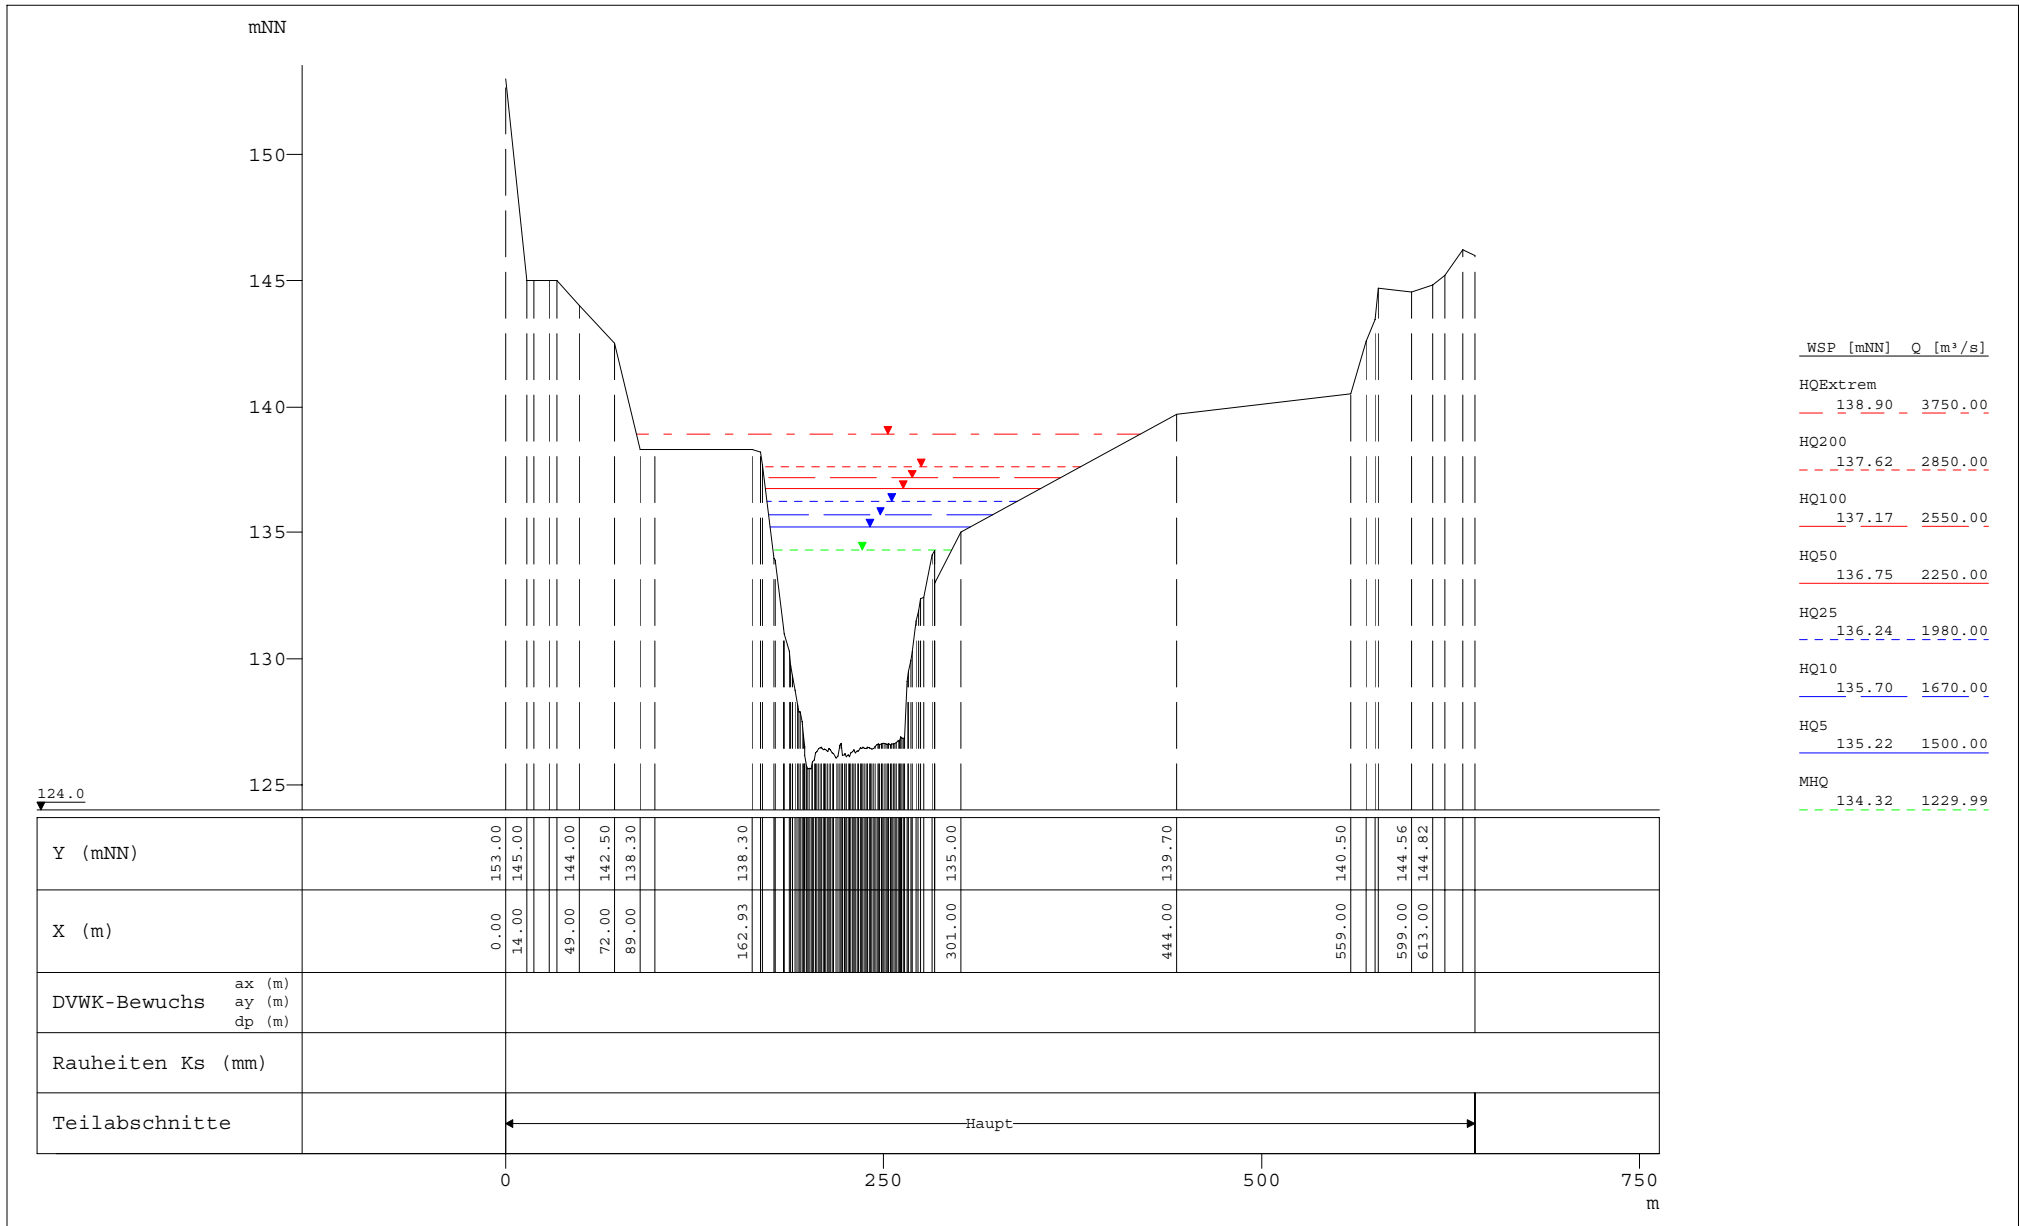 mNN
150
145
140
135
130
125
124.0
WSP [mNN] Q [m³/s]
HQExtrem
138.90 3750.00
HQ200
137.62 2850.00
HQ100
137.17 2550.00
HQ50
136.75 2250.00
HQ25
136.24 1980.00
HQ10
135.70 1670.00
HQ5
135.22 1500.00
MHQ
134.32 1229.99
Y (mNN) 153.00 145.00 144.00 142.50 138.30 138.30 135.00 139.70 140.50 144.56 144.82
X (m) 0.00 14.00 49.00 72.00 89.00 162.93 301.00 444.00 559.00 599.00 613.00
DVWK-Bewuchs
ax (m)
ay (m)
dp (m)
Rauheiten Ks (mm)
Teilabschnitte Haupt
0 250 500 750
m